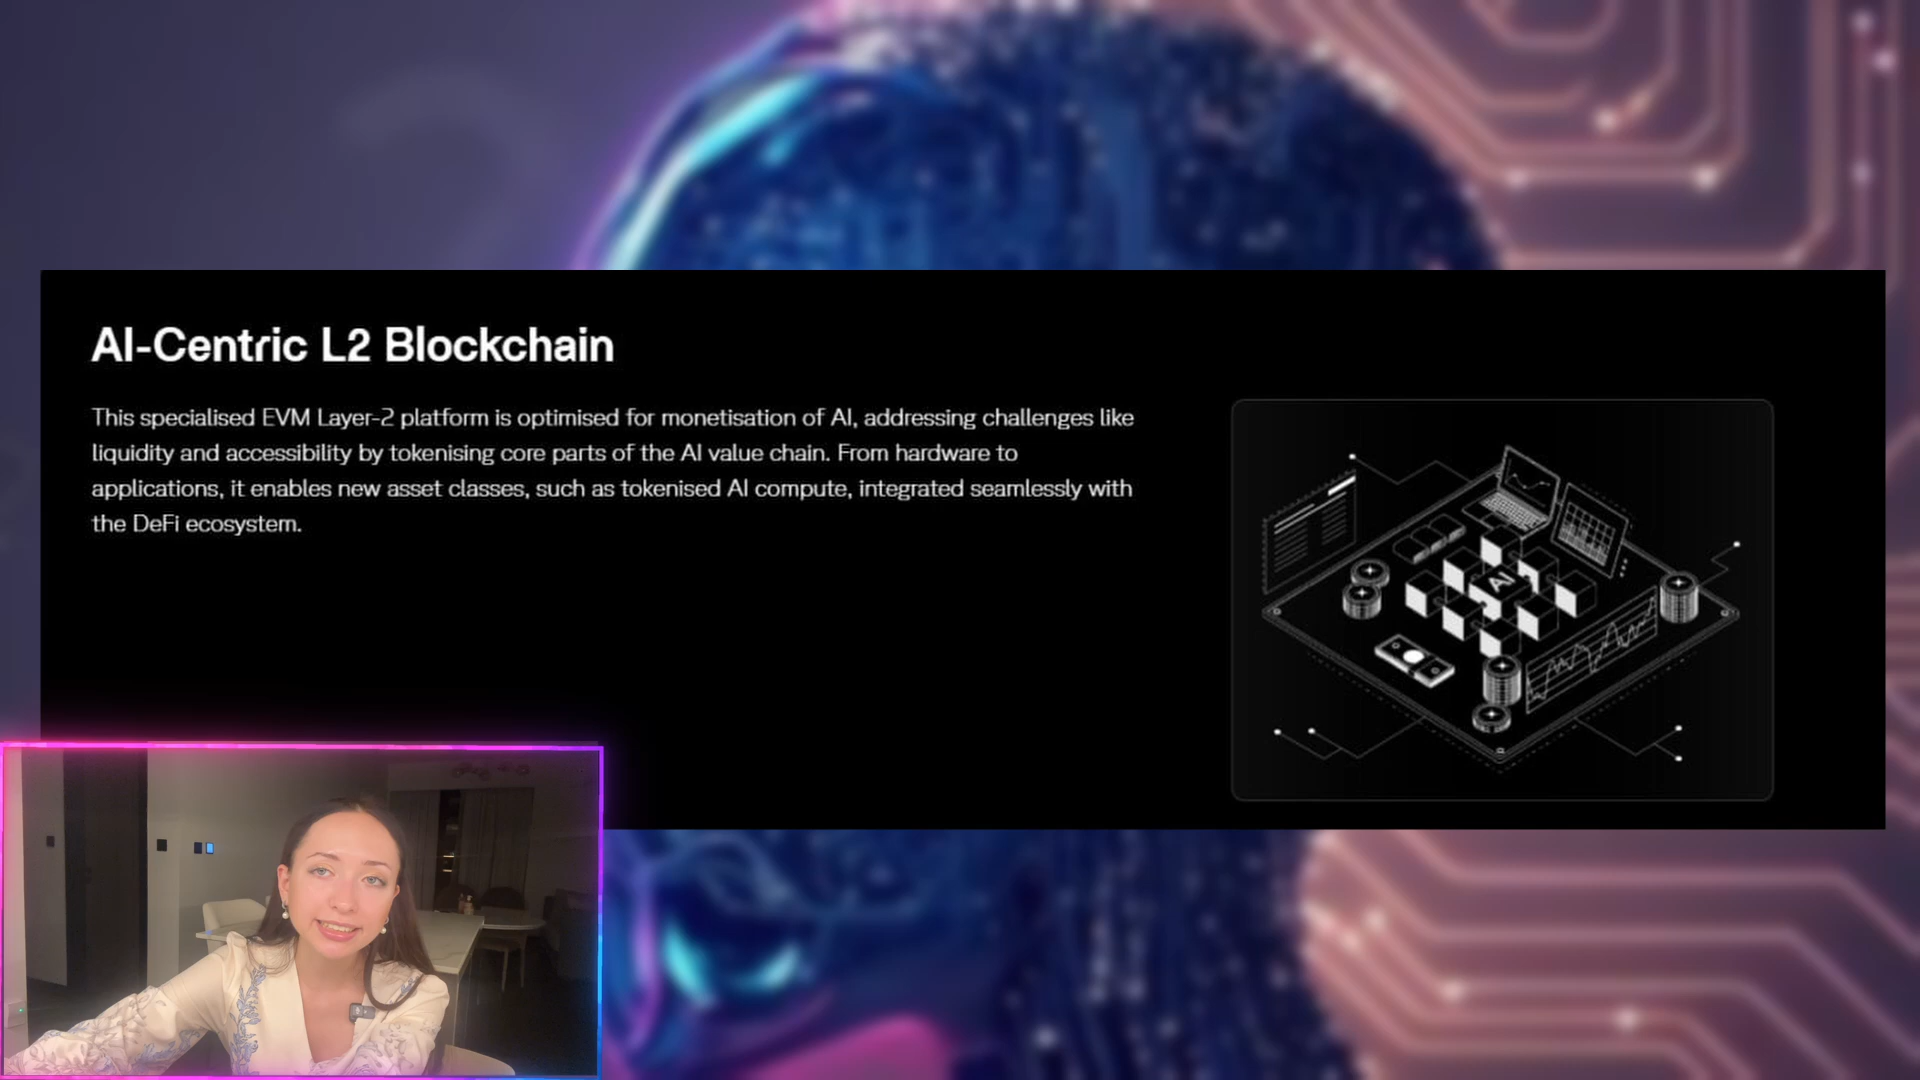 AI-Centric L2 Blockchain
This specialised EVM Layer-2 platform is optimised for monetisation of AI, addressing challenges like
liquidity and accessibility by tokenising core parts of the AI value chain. From hardware to
applications, it enables new asset classes, such as tokenised AI compute, integrated seamlessly with
the DeFi ecosystem.
AI